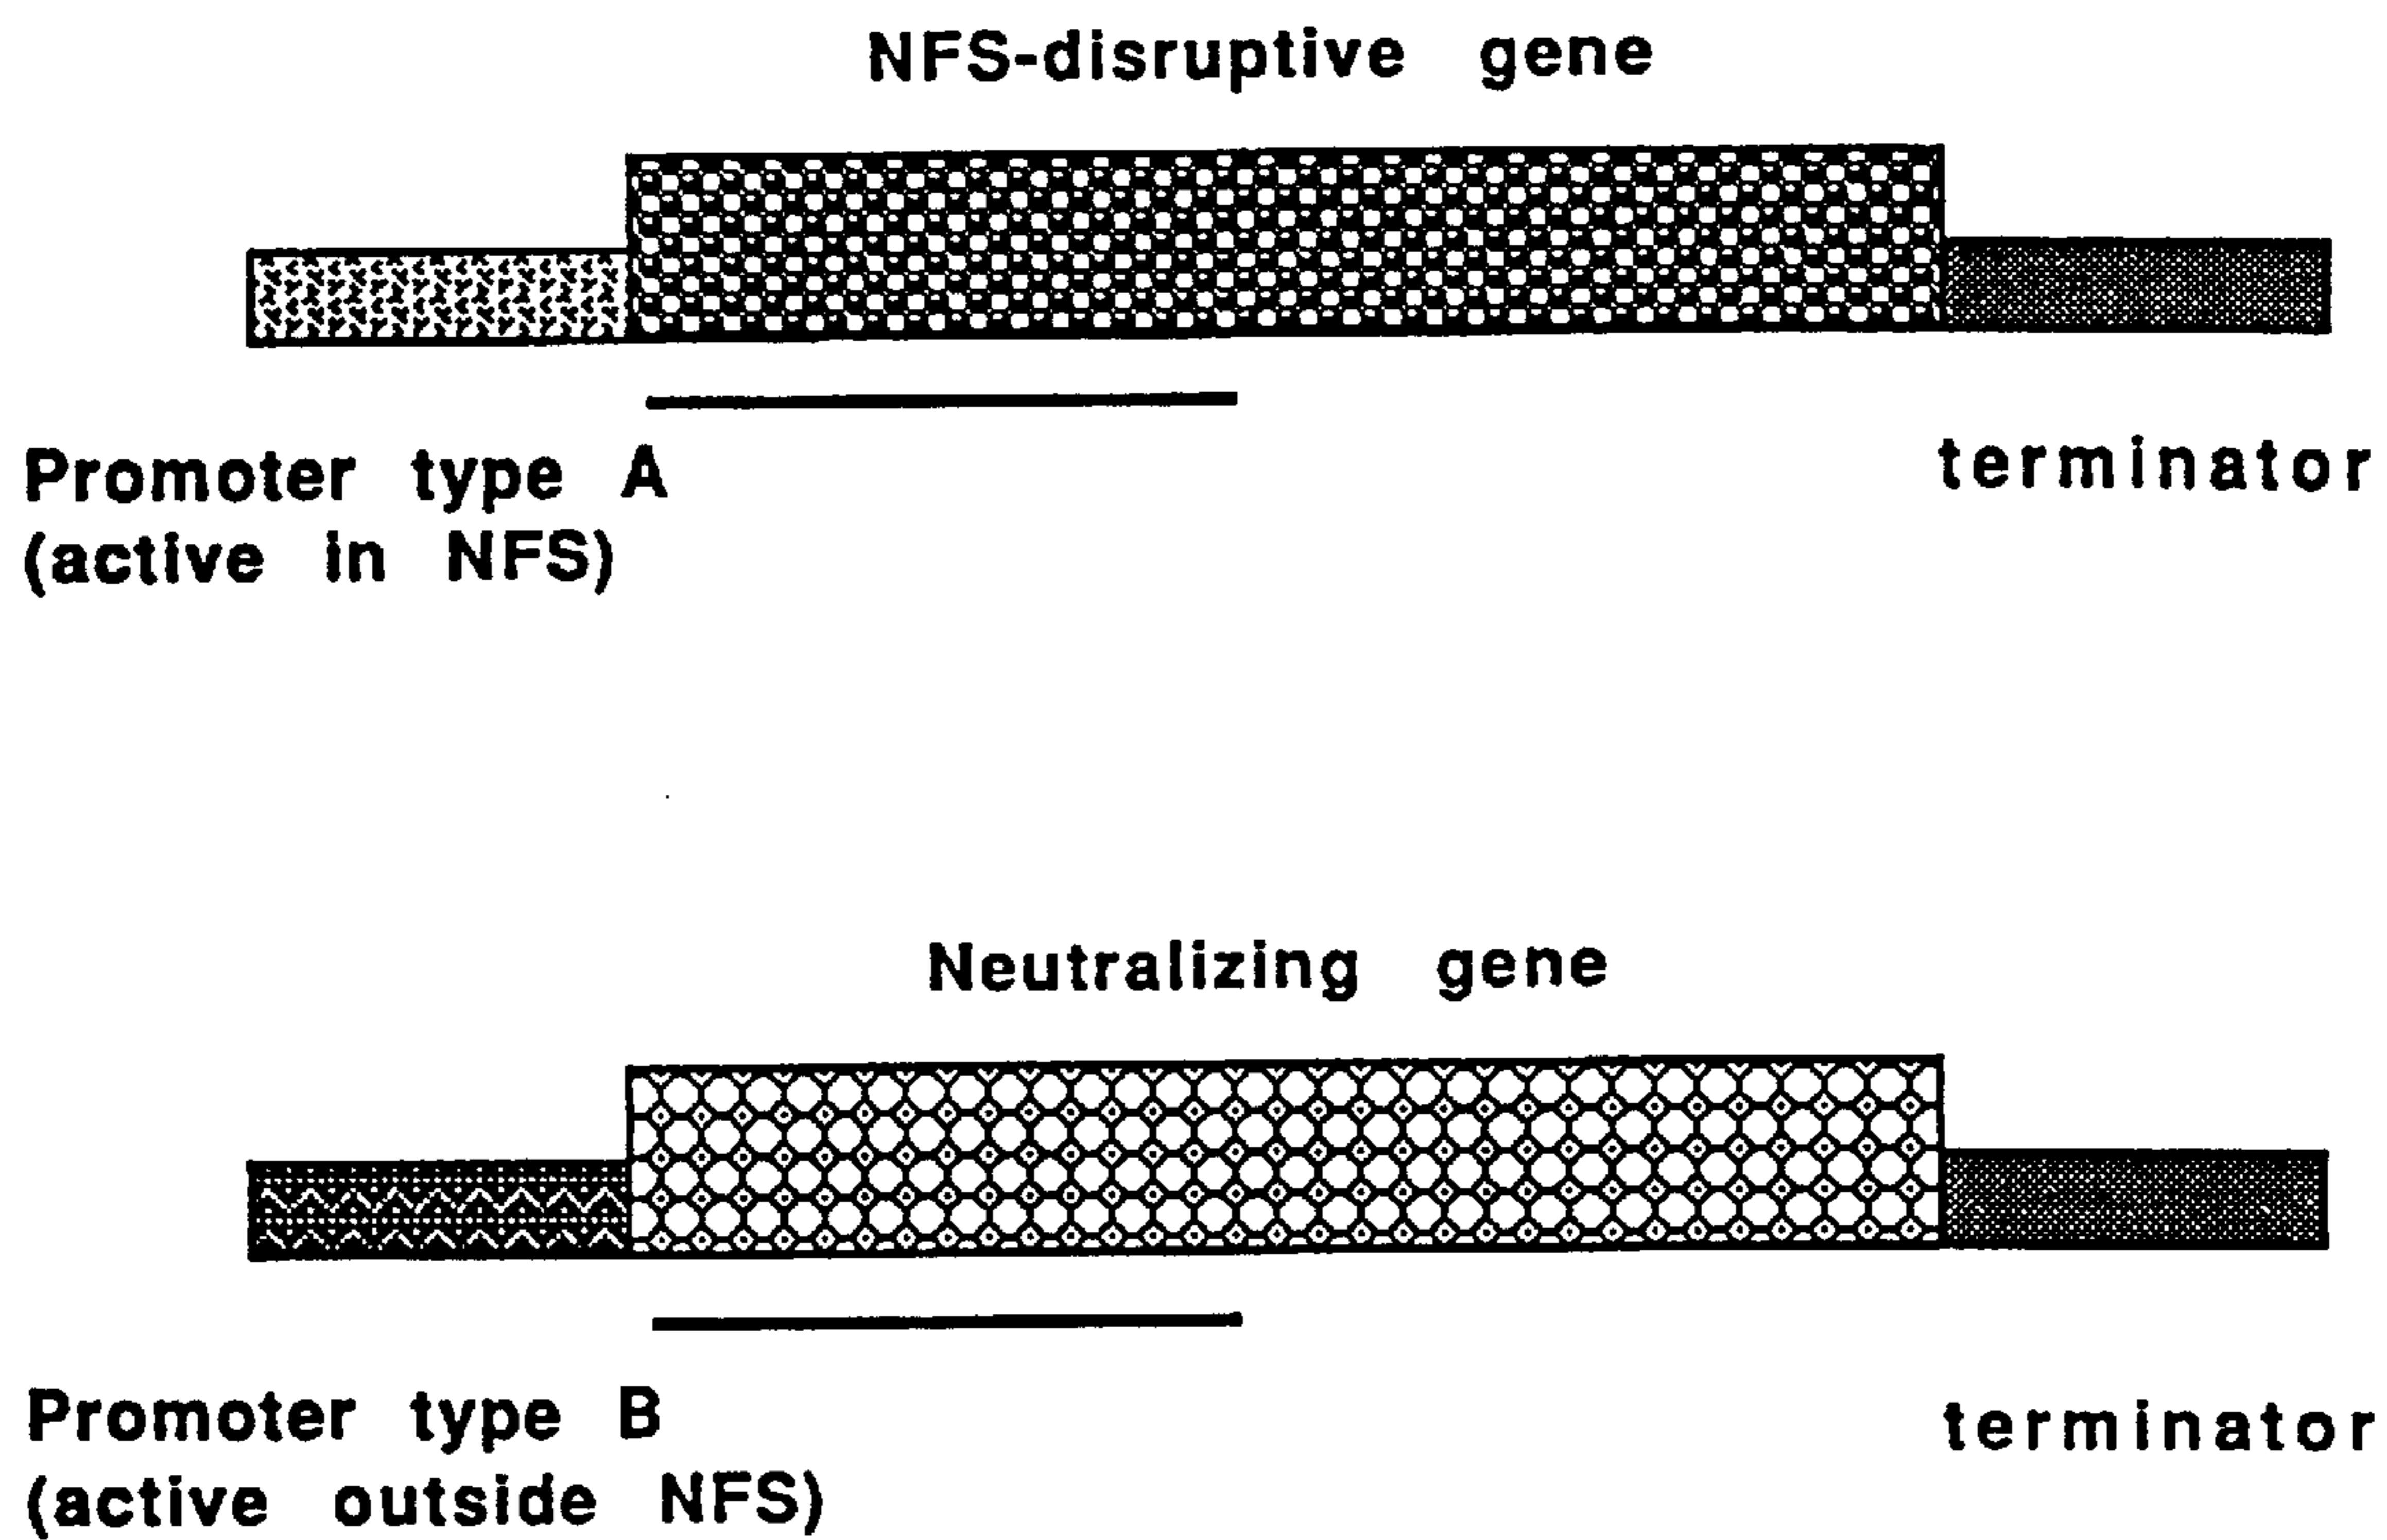 NFS-disruptive gene
Promoter type A
(active in NFS)
terminator
Neutralizing gene
Promoter type B
(active outside NFS)
terminator